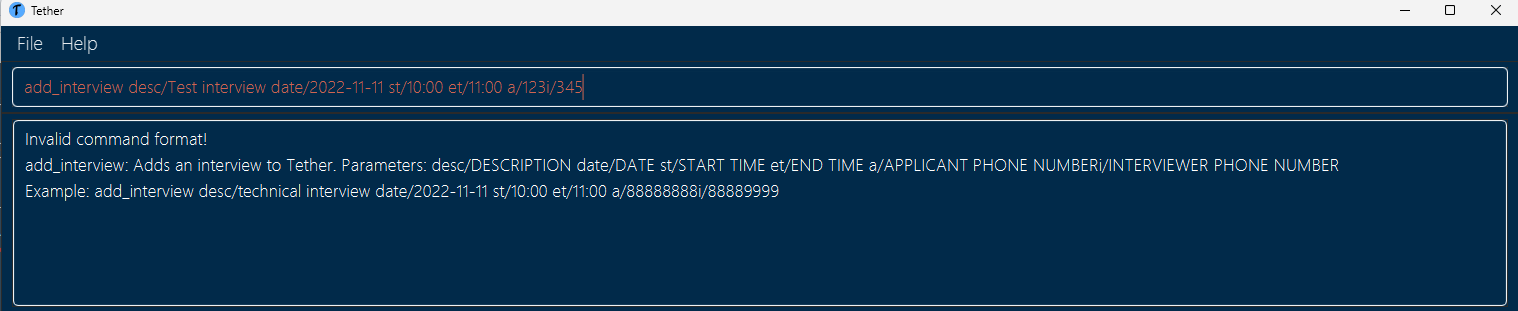 Tether
File Help
add_interview desc/Test interview date/2022-11-11 st/10:00 et/11:00 a/123i/345
Invalid command format!
add_interview: Adds an interview to Tether. Parameters: desc/DESCRIPTION date/DATE st/START TIME et/END TIME a/APPLICANT PHONE NUMBERi/INTERVIEWER PHONE NUMBER
Example: add_interview desc/technical interview date/2022-11-11 st/10:00 et/11:00 a/88888888i/88889999